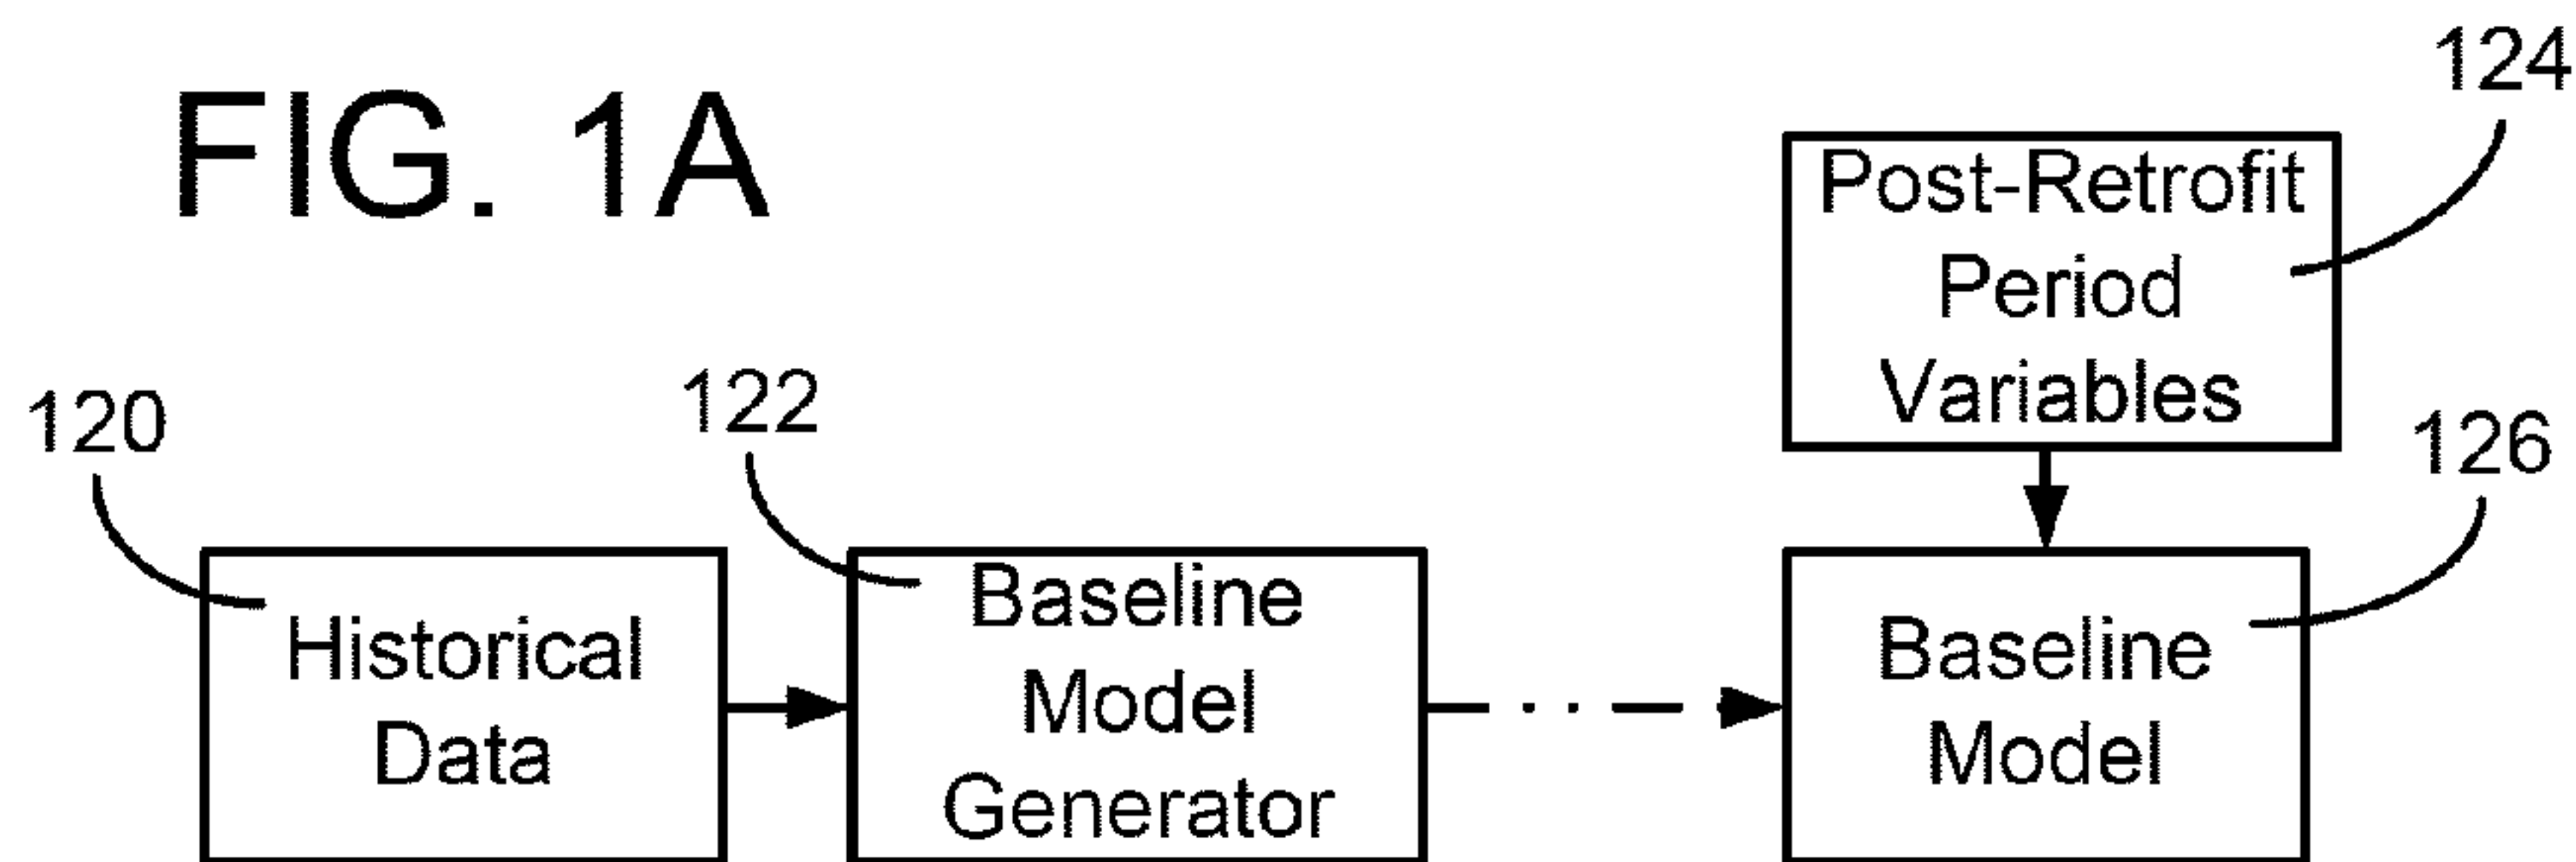 FIG. 1A
124
Post-Retrofit
Period
Variables
120
122
126
Historical
Data
Baseline
Model
Generator
Baseline
Model